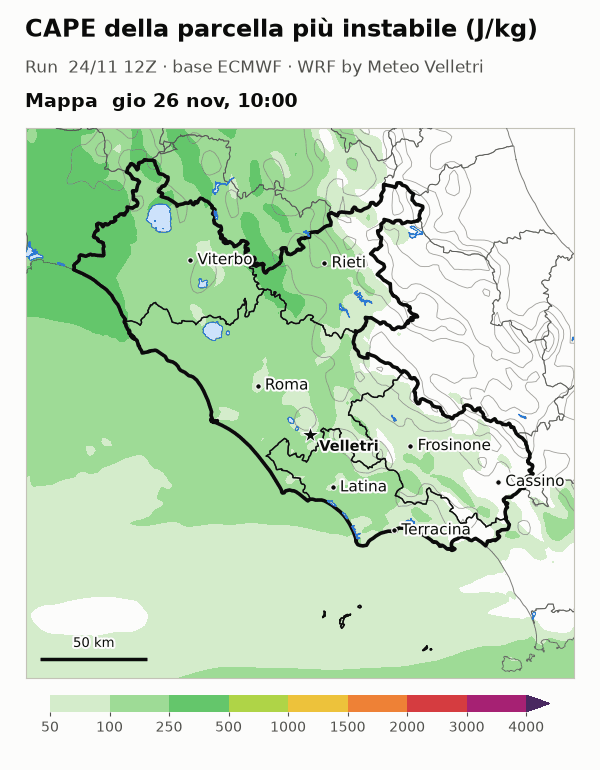 CAPE della parcella più instabile (J/kg)
Run  24/11 12Z · base ECMWF · WRF by Meteo Velletri
Mappa  gio 26 nov, 10:00
Viterbo
Rieti
Roma
Velletri
Frosinone
Latina
Cassino
Terracina
50 km
50 100 250 500 1000 1500 2000 3000 4000